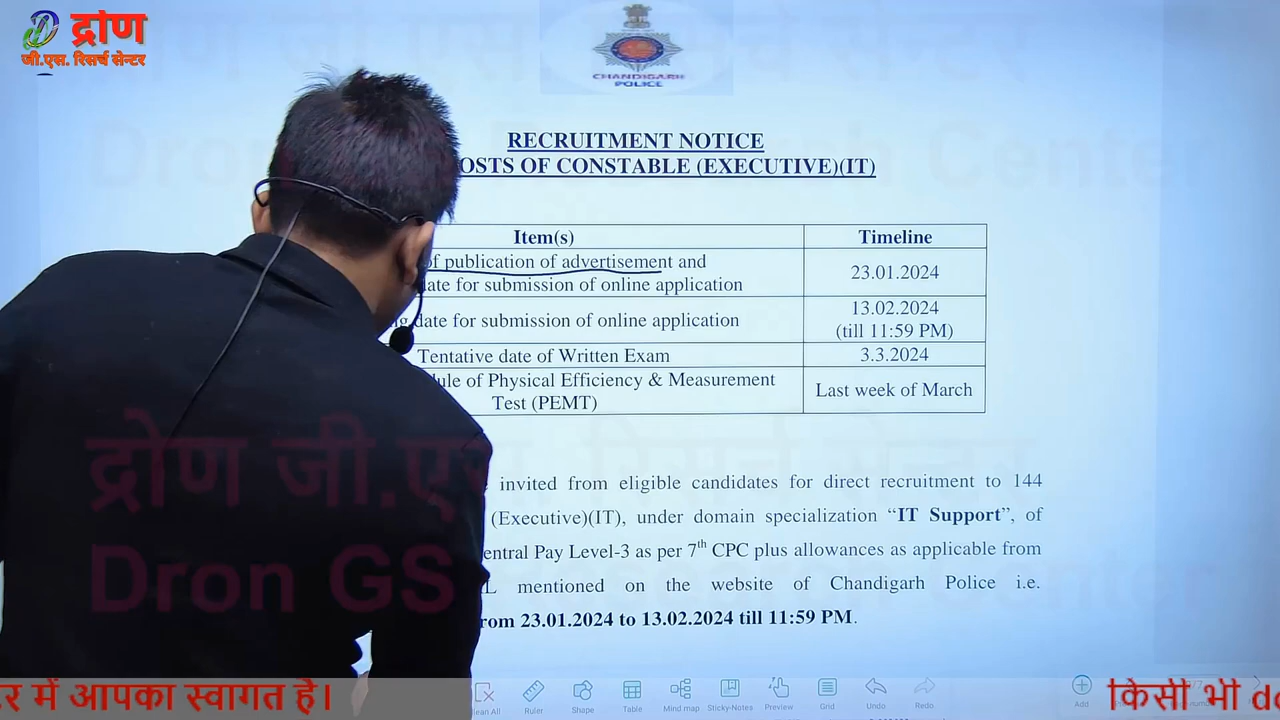 द्रोण
जी.एस. रिसर्च सेन्टर
CHANDIGARH
POLICE
RECRUITMENT NOTICE
OSTS OF CONSTABLE (EXECUTIVE)(IT)
Item(s) Timeline
of publication of advertisement and
ate for submission of online application
23.01.2024
date for submission of online application
13.02.2024
(till 11:59 PM)
Tentative date of Written Exam 3.3.2024
dule of Physical Efficiency & Measurement
Test (PEMT)
Last week of March
invited from eligible candidates for direct recruitment to 144
(Executive)(IT), under domain specialization “IT Support”, of
entral Pay Level-3 as per 7th CPC plus allowances as applicable from
mentioned on the website of Chandigarh Police i.e.
rom 23.01.2024 to 13.02.2024 till 11:59 PM.
द्रोण जी.एस. रिसर्च सेन्टर
Dron GS
ean All Ruler Shape Table Mind.map Sticky-Notes Preview Grid Undo Redo Add
र में आपका स्वागत है।
किसी भी do